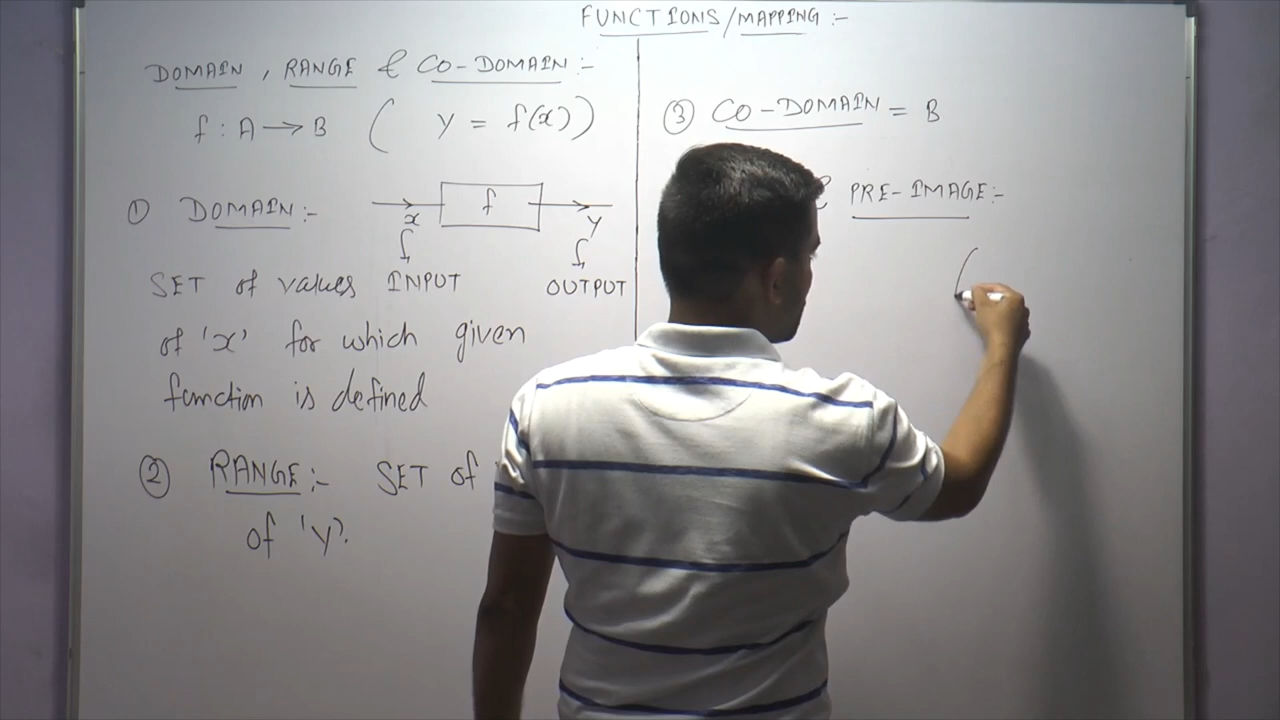 FUNCTIONS/MAPPING :-
DOMAIN, RANGE & CO-DOMAIN :-
f : A → B ( y = f(x))
① DOMAIN :-
x f y
INPUT OUTPUT
SET of values
of 'x' for which given
function is defined
② RANGE :- SET of
of 'y'.
③ CO-DOMAIN = B
& PRE-IMAGE:-